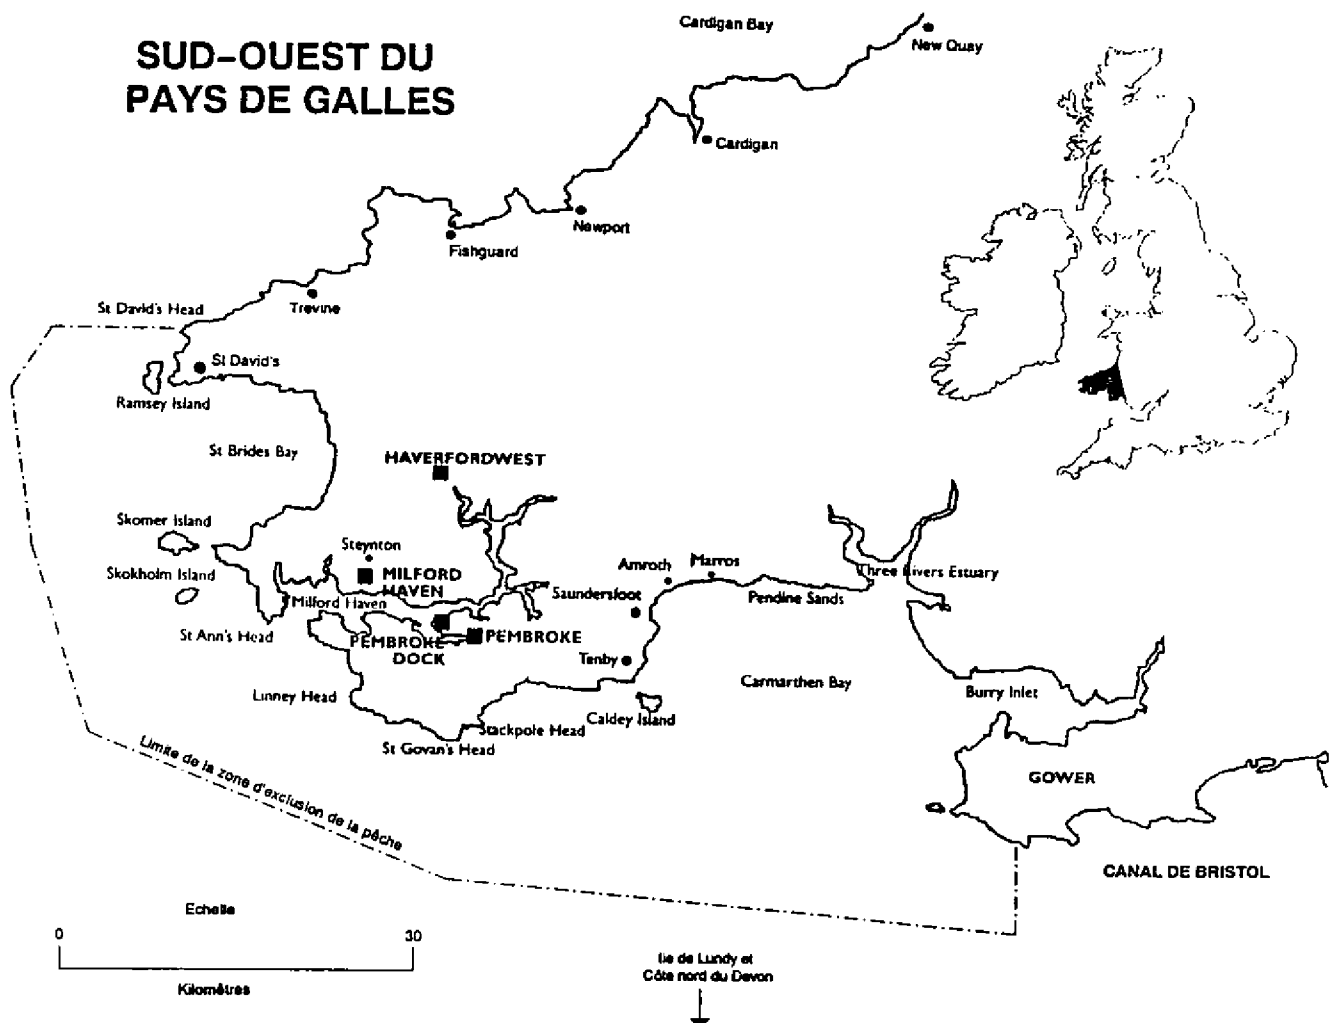 SUD-OUEST DU
PAYS DE GALLES
Cardigan Bay
New Quay
Cardigan
Newport
Fishguard
Trevine
St David's Head
St David's
Ramsey Island
St Brides Bay
HAVERFORDWEST
Skomer Island
Steynton
MILFORD
HAVEN
Skokholm Island
Milford Haven
St Ann's Head
PEMBROKE
DOCK
PEMBROKE
Amroth
Marros
Saundersfoot
Pendine Sands
Three Rivers Estuary
Tenby
Carmarthen Bay
Burry Inlet
Linney Head
Caldey Island
Stackpole Head
St Govan's Head
GOWER
Limite de la zone d'exclusion de la pêche
CANAL DE BRISTOL
Echelle
0 30
Kilomètres
Ile de Lundy et
Côte nord du Devon